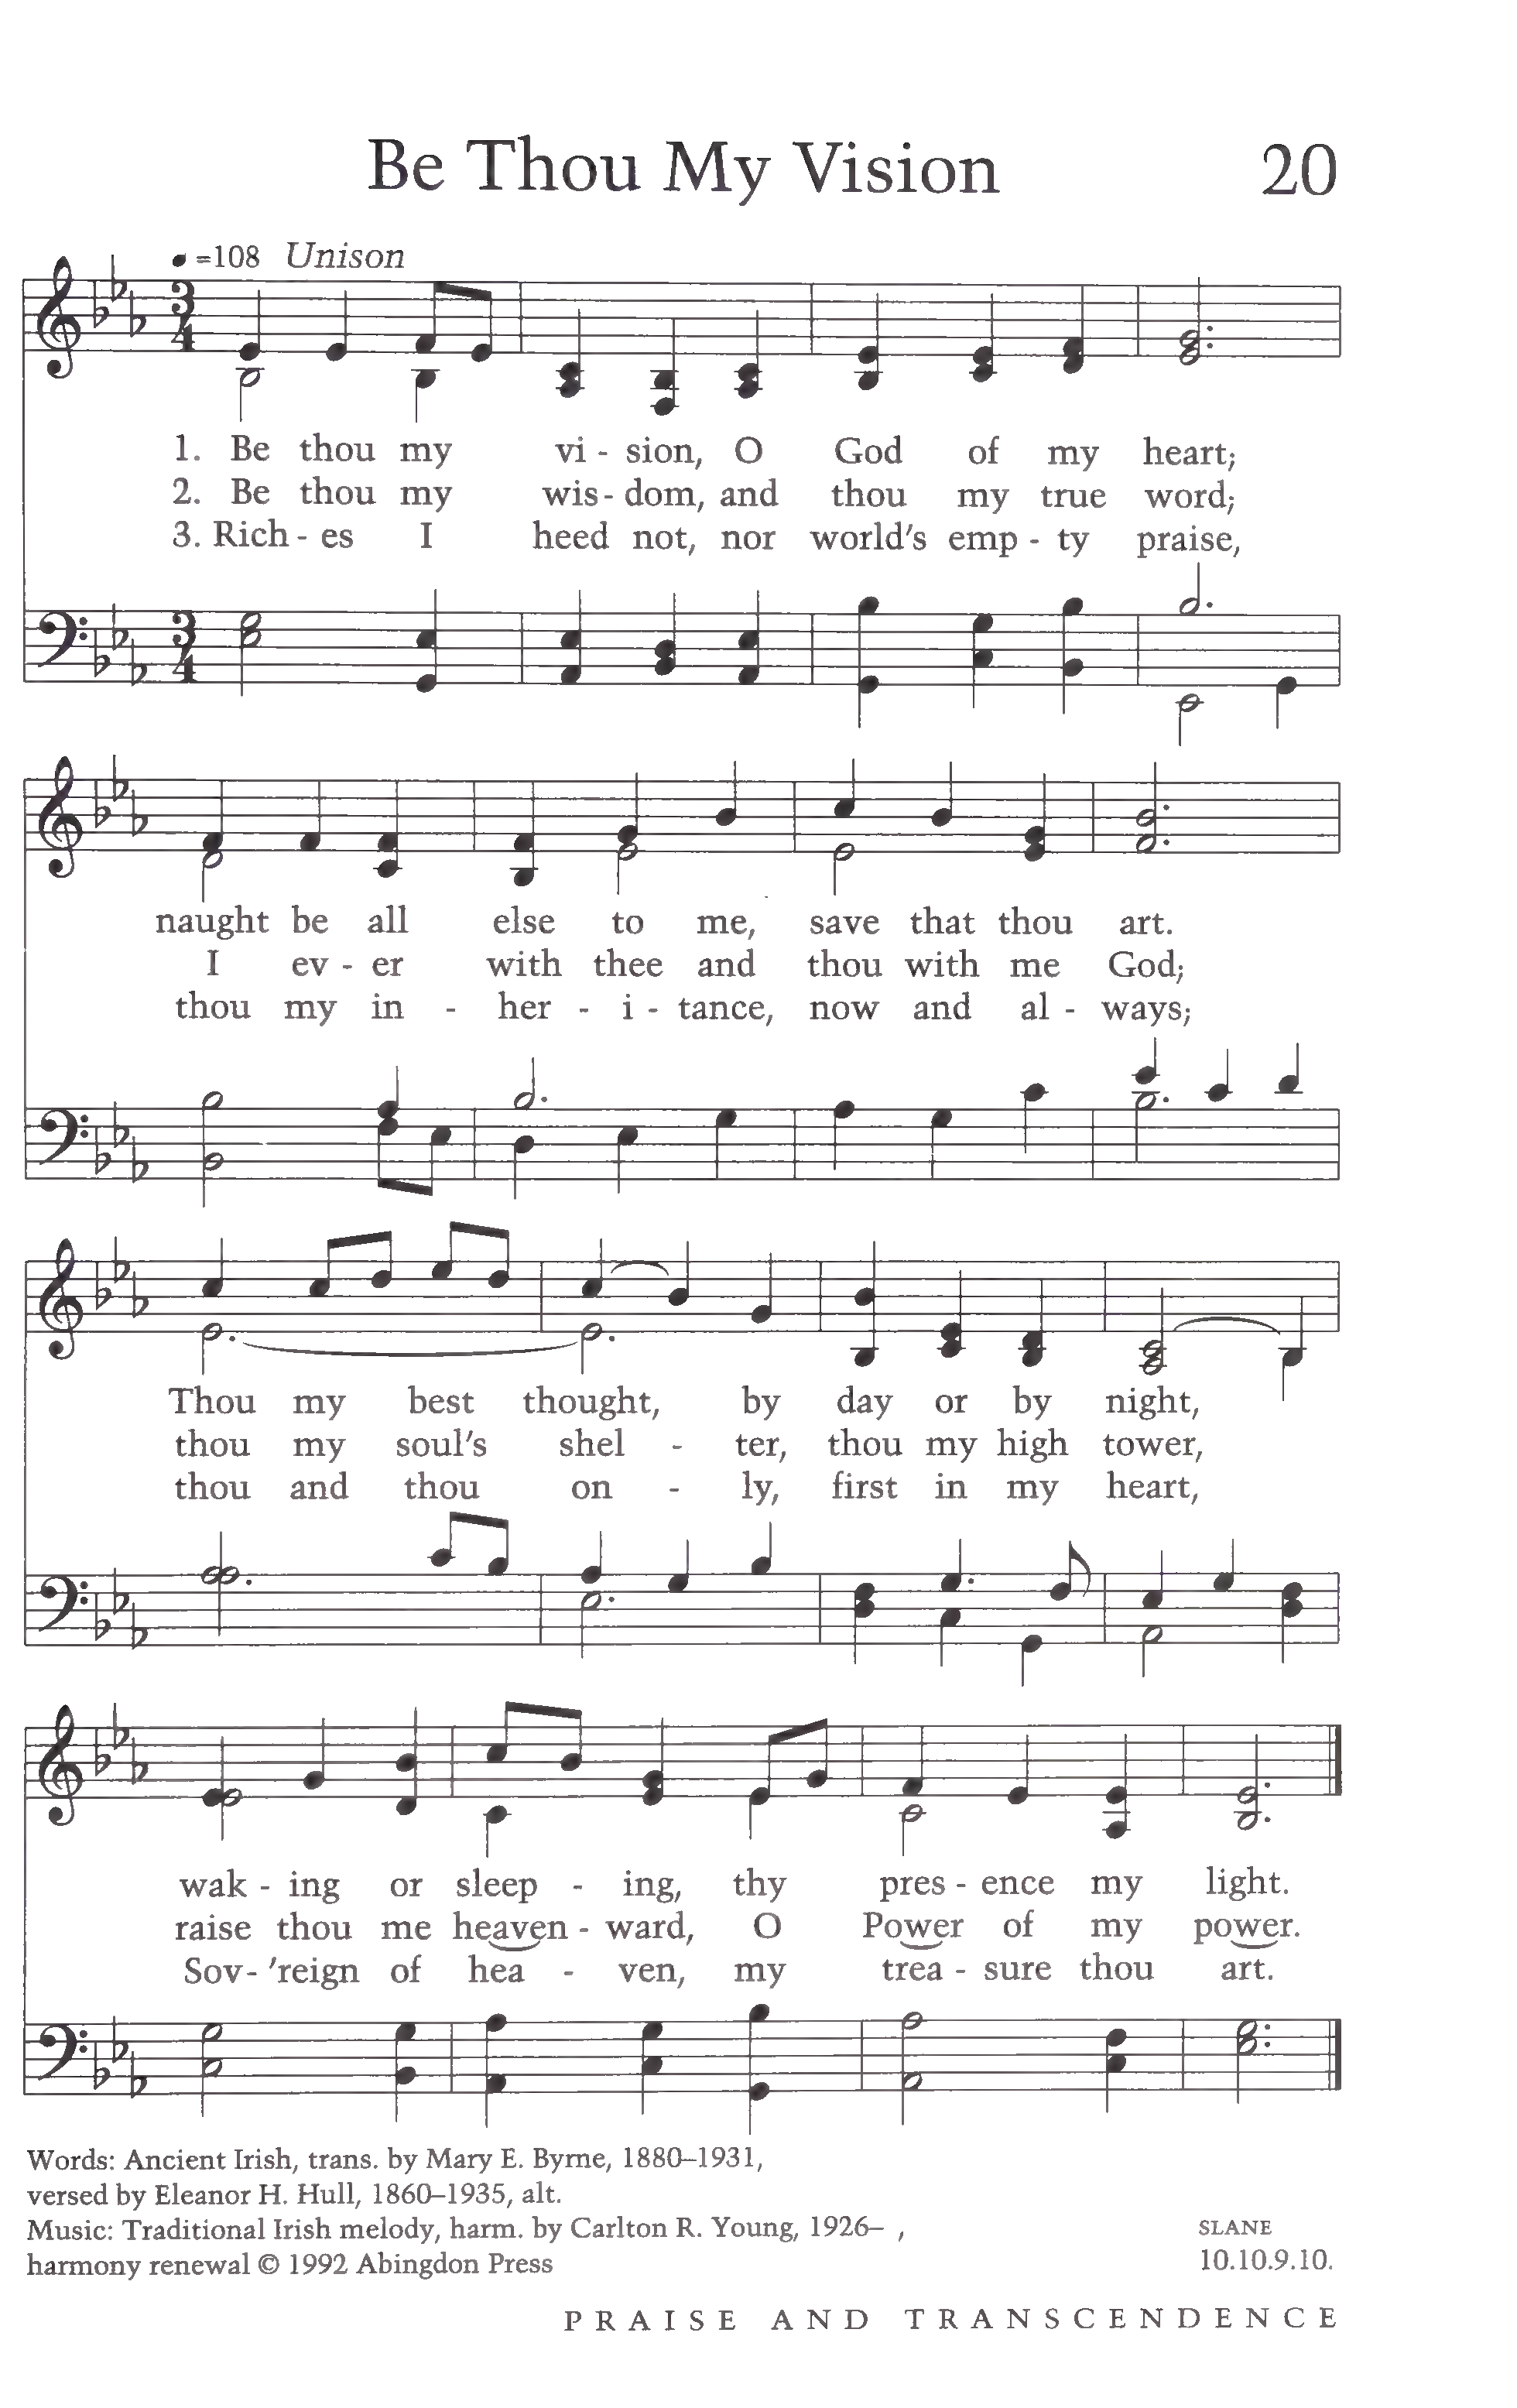 Be Thou My Vision 20
=108 Unison
1. Be thou my vi - sion, O God of my heart;
2. Be thou my wis - dom, and thou my true word;
3. Rich - es I heed not, nor world's emp - ty praise,
naught be all else to me, save that thou art.
I ev - er with thee and thou with me God;
thou my in - her - i - tance, now and al - ways;
Thou my best thought, by day or by night,
thou my soul's shel - ter, thou my high tower,
thou and thou on - ly, first in my heart,
wak - ing or sleep - ing, thy pres - ence my light.
raise thou me heaven - ward, O Power of my power.
Sov - 'reign of hea - ven, my trea - sure thou art.
Words: Ancient Irish, trans. by Mary E. Byrne, 1880–1931,
versed by Eleanor H. Hull, 1860–1935, alt.
Music: Traditional Irish melody, harm. by Carlton R. Young, 1926– ,
harmony renewal © 1992 Abingdon Press
SLANE
10.10.9.10.
PRAISE AND TRANSCENDENCE